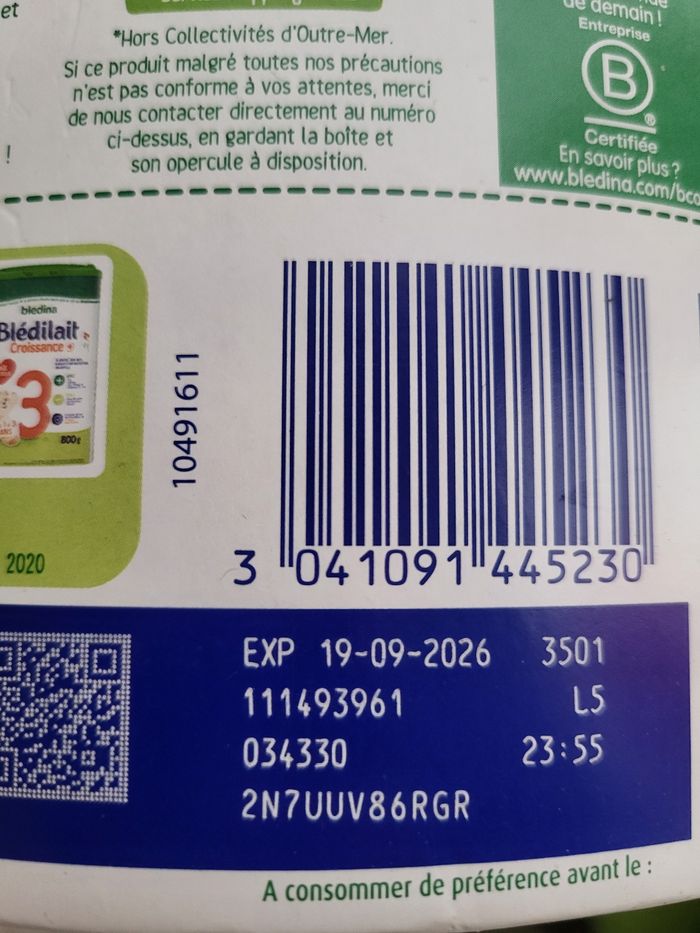 et
*Hors Collectivités d'Outre-Mer.
Si ce produit malgré toutes nos précautions
n'est pas conforme à vos attentes, merci
de nous contacter directement au numéro
ci-dessus, en gardant la boîte et
son opercule à disposition.
!
de demain !
Entreprise
B
®
Certifiée
En savoir plus ?
www.bledina.com/bco
bledina
Blédilait
Croissance +
3
800g
2020
10491611
3 041091 445230
EXP 19-09-2026 3501
111493961 L5
034330 23:55
2N7UUV86RGR
A consommer de préférence avant le :